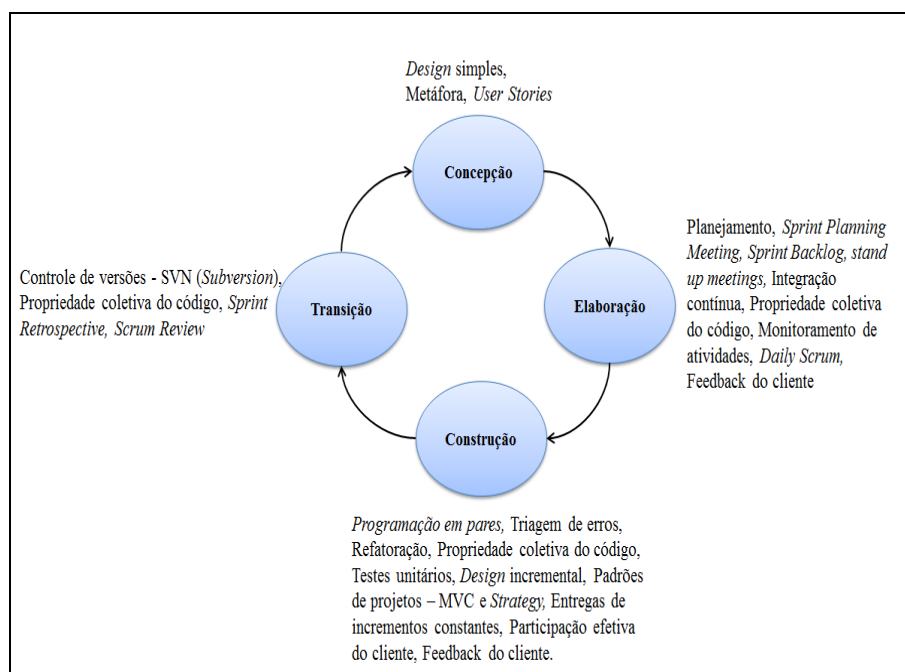 Design simples,
Metáfora, User Stories
Concepção
Planejamento, Sprint Planning
Meeting, Sprint Backlog, stand
up meetings, Integração
contínua, Propriedade coletiva
do código, Monitoramento de
atividades, Daily Scrum,
Feedback do cliente
Elaboração
Controle de versões - SVN (Subversion),
Propriedade coletiva do código, Sprint
Retrospective, Scrum Review
Transição
Construção
Programação em pares, Triagem de erros,
Refatoração, Propriedade coletiva do código,
Testes unitários, Design incremental, Padrões
de projetos – MVC e Strategy, Entregas de
incrementos constantes, Participação efetiva
do cliente, Feedback do cliente.